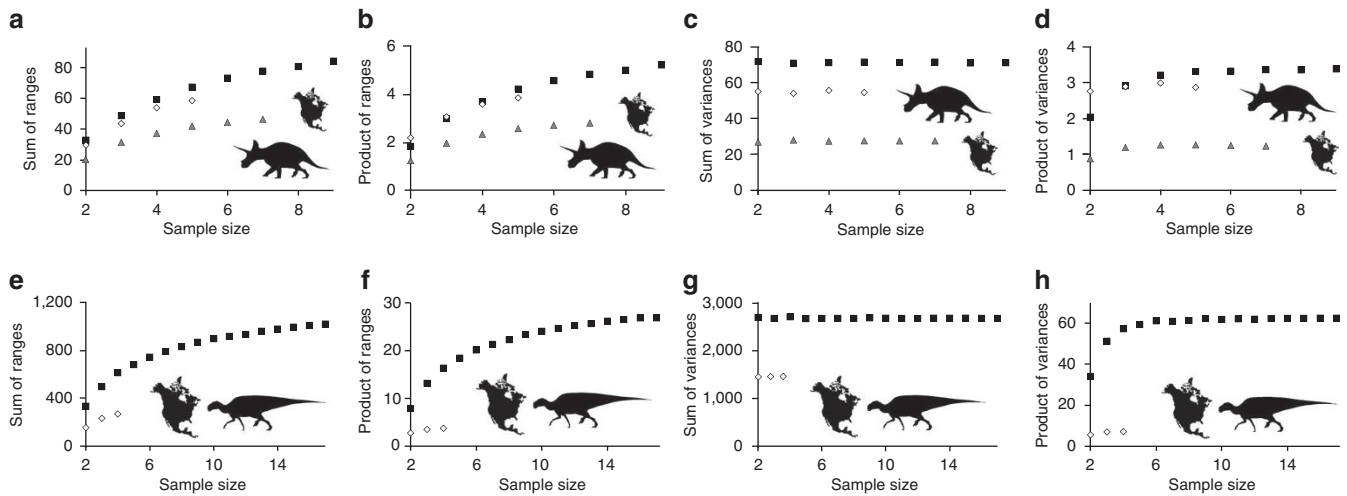 a
Sum of ranges
80
60
40
20
0
2 4 6 8
Sample size
b
Product of ranges
6
4
2
0
2 4 6 8
Sample size
c
Sum of variances
80
60
40
20
0
2 4 6 8
Sample size
d
Product of variances
4
3
2
1
0
2 4 6 8
Sample size
e
Sum of ranges
1,200
800
400
0
2 6 10 14
Sample size
f
Product of ranges
30
20
10
0
2 6 10 14
Sample size
g
Sum of variances
3,000
2,000
1,000
0
2 6 10 14
Sample size
h
Product of variances
60
40
20
0
2 6 10 14
Sample size